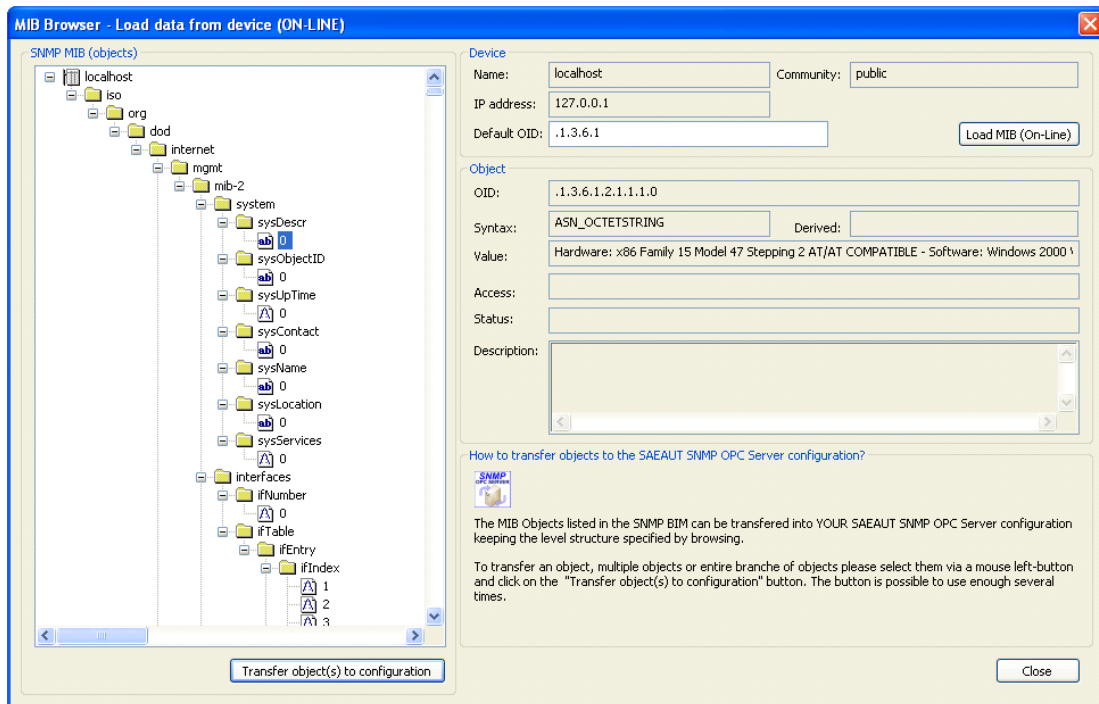 MIB Browser - Load data from device (ON-LINE)
SNMP MIB (objects)
localhost
iso
org
dod
internet
mgmt
mib-2
system
sysDescr
ab 0
sysObjectID
ab 0
sysUpTime
0
sysContact
ab 0
sysName
ab 0
sysLocation
ab 0
sysServices
0
interfaces
ifNumber
0
ifTable
ifEntry
ifIndex
1
2
3
Transfer object(s) to configuration
Device
Name: localhost Community: public
IP address: 127.0.0.1
Default OID: .1.3.6.1 Load MIB (On-Line)
Object
OID: .1.3.6.1.2.1.1.1.0
Syntax: ASN_OCTETSTRING Derived:
Value: Hardware: x86 Family 15 Model 47 Stepping 2 AT/AT COMPATIBLE - Software: Windows 2000
Access:
Status:
Description:
How to transfer objects to the SAEAUT SNMP OPC Server configuration?
SNMP
OPC SERVER
The MIB Objects listed in the SNMP BIM can be transfered into YOUR SAEAUT SNMP OPC Server configuration
keeping the level structure specified by browsing.
To transfer an object, multiple objects or entire branche of objects please select them via a mouse left-button
and click on the "Transfer object(s) to configuration" button. The button is possible to use enough several
times.
Close